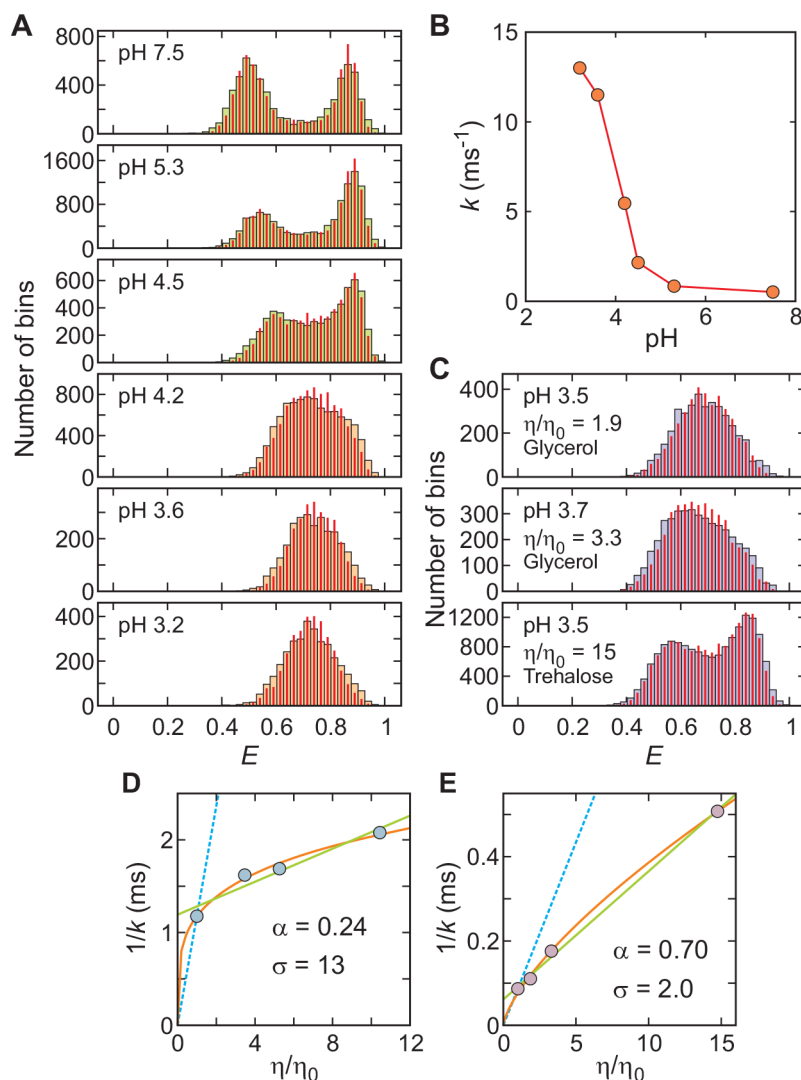 A
pH 7.5
800
400
0
pH 5.3
1600
800
0
pH 4.5
600
400
200
0
pH 4.2
800
400
0
pH 3.6
200
0
pH 3.2
400
200
0
Number of bins
0 0.2 0.4 0.6 0.8 1
E
B
15
10
5
0
k (ms⁻¹)
2 4 6 8
pH
C
pH 3.5
η/η₀ = 1.9
Glycerol
400
200
0
pH 3.7
η/η₀ = 3.3
Glycerol
300
200
100
0
pH 3.5
η/η₀ = 15
Trehalose
1200
800
400
0
Number of bins
0 0.2 0.4 0.6 0.8 1
E
D
2
1
0
1/k (ms)
α = 0.24
σ = 13
0 4 8 12
η/η₀
E
0.4
0.2
0
1/k (ms)
α = 0.70
σ = 2.0
0 5 10 15
η/η₀